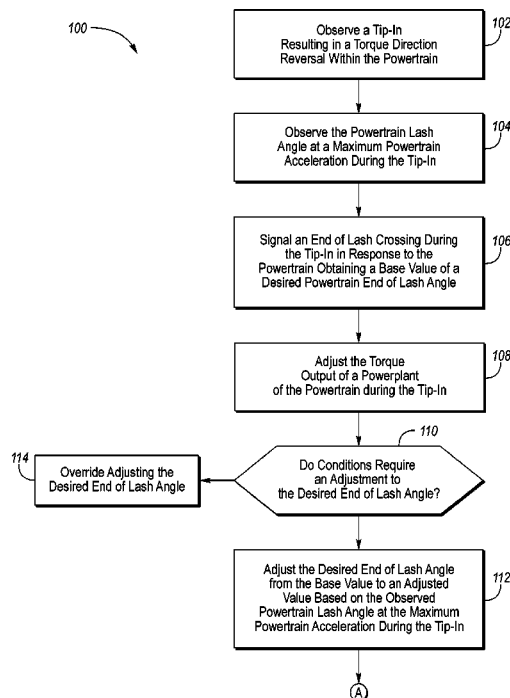 100
102
Observe a Tip-In
Resulting in a Torque Direction
Reversal Within the Powertrain
104
Observe the Powertrain Lash
Angle at a Maximum Powertrain
Acceleration During the Tip-In
106
Signal an End of Lash Crossing During
the Tip-In in Response to the
Powertrain Obtaining a Base Value of a
Desired Powertrain End of Lash Angle
108
Adjust the Torque
Output of a Powerplant
of the Powertrain during the Tip-In
110
Do Conditions Require
an Adjustment to
the Desired End of Lash Angle?
114
Override Adjusting the
Desired End of Lash Angle
112
Adjust the Desired End of Lash Angle
from the Base Value to an Adjusted
Value Based on the Observed
Powertrain Lash Angle at the Maximum
Powertrain Acceleration During the Tip-In
A